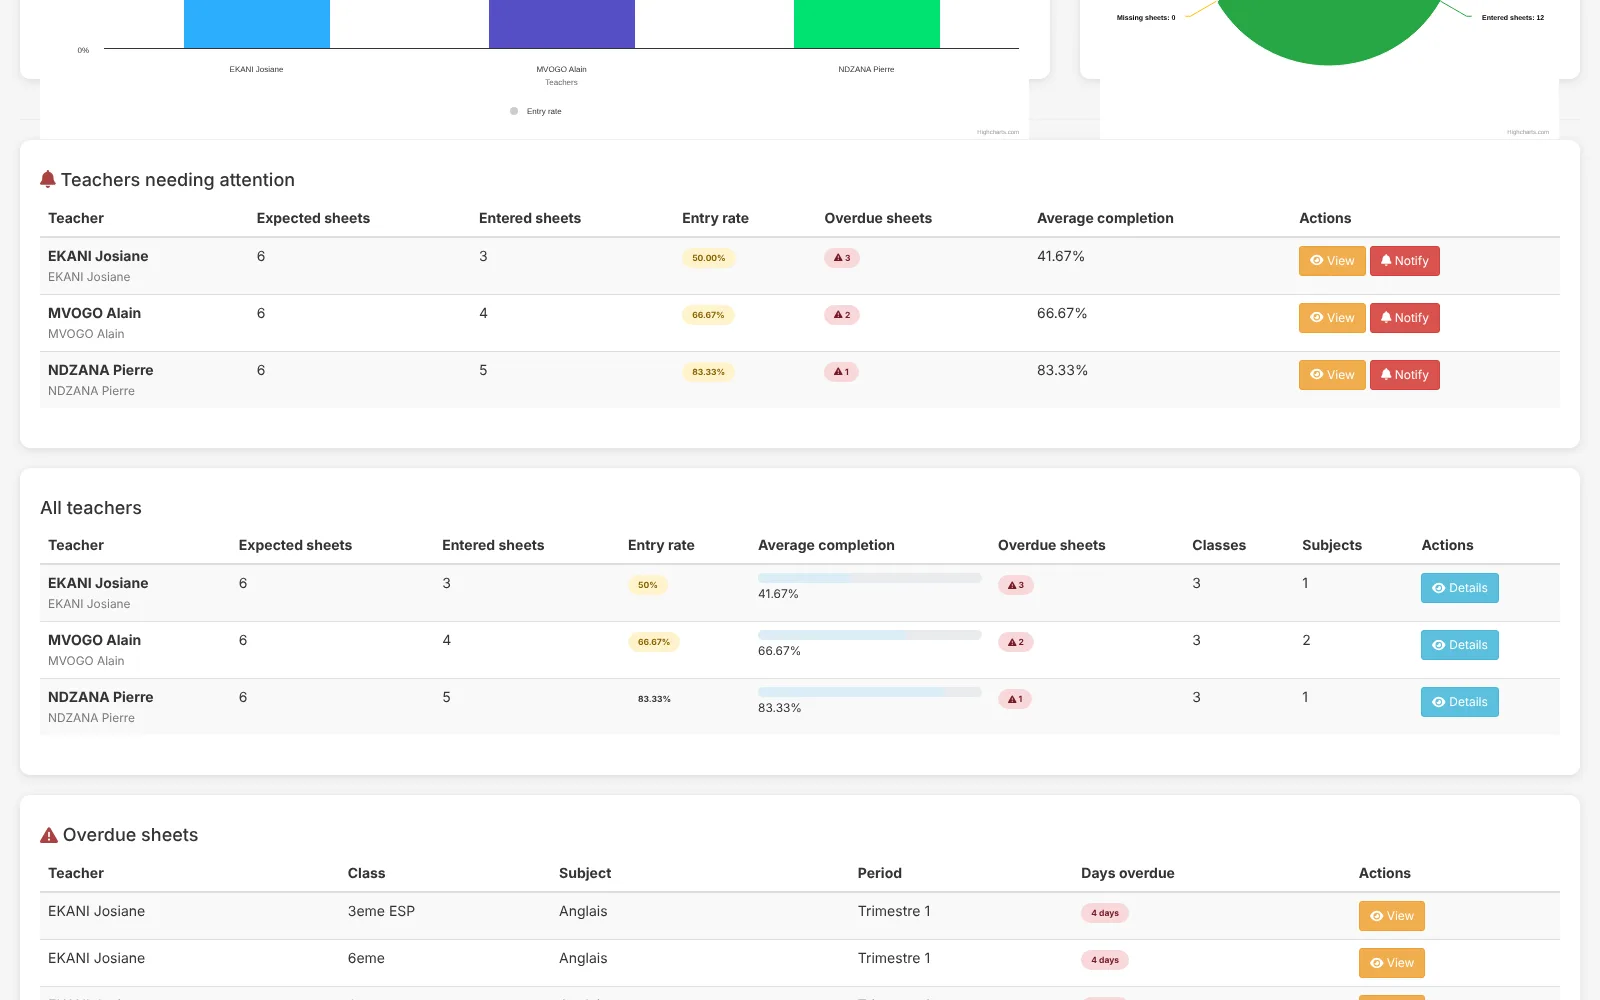 Missing sheets: 0
Entered sheets: 12
0%
EKANI Josiane
MVOGO Alain
NDZANA Pierre
Teachers
Entry rate
Highcharts.com
Highcharts.com
Teachers needing attention
Teacher Expected sheets Entered sheets Entry rate Overdue sheets Average completion Actions
EKANI Josiane 6 3 50.00% 3 41.67% View Notify
EKANI Josiane
MVOGO Alain 6 4 66.67% 2 66.67% View Notify
MVOGO Alain
NDZANA Pierre 6 5 83.33% 1 83.33% View Notify
NDZANA Pierre
All teachers
Teacher Expected sheets Entered sheets Entry rate Average completion Overdue sheets Classes Subjects Actions
EKANI Josiane 6 3 50% 3 3 1 Details
EKANI Josiane 41.67%
MVOGO Alain 6 4 66.67% 2 3 2 Details
MVOGO Alain 66.67%
NDZANA Pierre 6 5 83.33% 1 3 1 Details
NDZANA Pierre 83.33%
Overdue sheets
Teacher Class Subject Period Days overdue Actions
EKANI Josiane 3eme ESP Anglais Trimestre 1 4 days View
EKANI Josiane 6eme Anglais Trimestre 1 4 days View